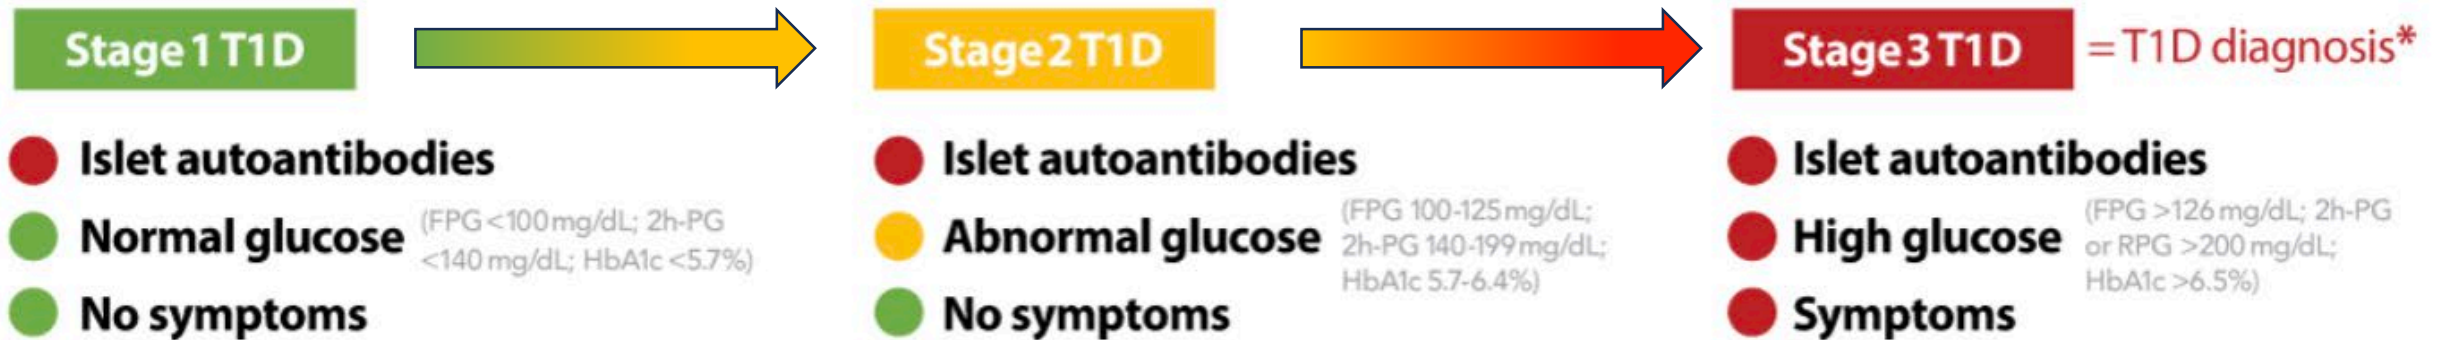 Stage 1 T1D
Islet autoantibodies
Normal glucose
(FPG <100 mg/dL; 2h-PG
<140 mg/dL; HbA1c <5.7%)
No symptoms
Stage 2 T1D
Islet autoantibodies
Abnormal glucose
(FPG 100-125 mg/dL;
2h-PG 140-199 mg/dL;
HbA1c 5.7-6.4%)
No symptoms
Stage 3 T1D
= T1D diagnosis*
Islet autoantibodies
High glucose
(FPG >126 mg/dL; 2h-PG
or RPG >200 mg/dL;
HbA1c >6.5%)
Symptoms